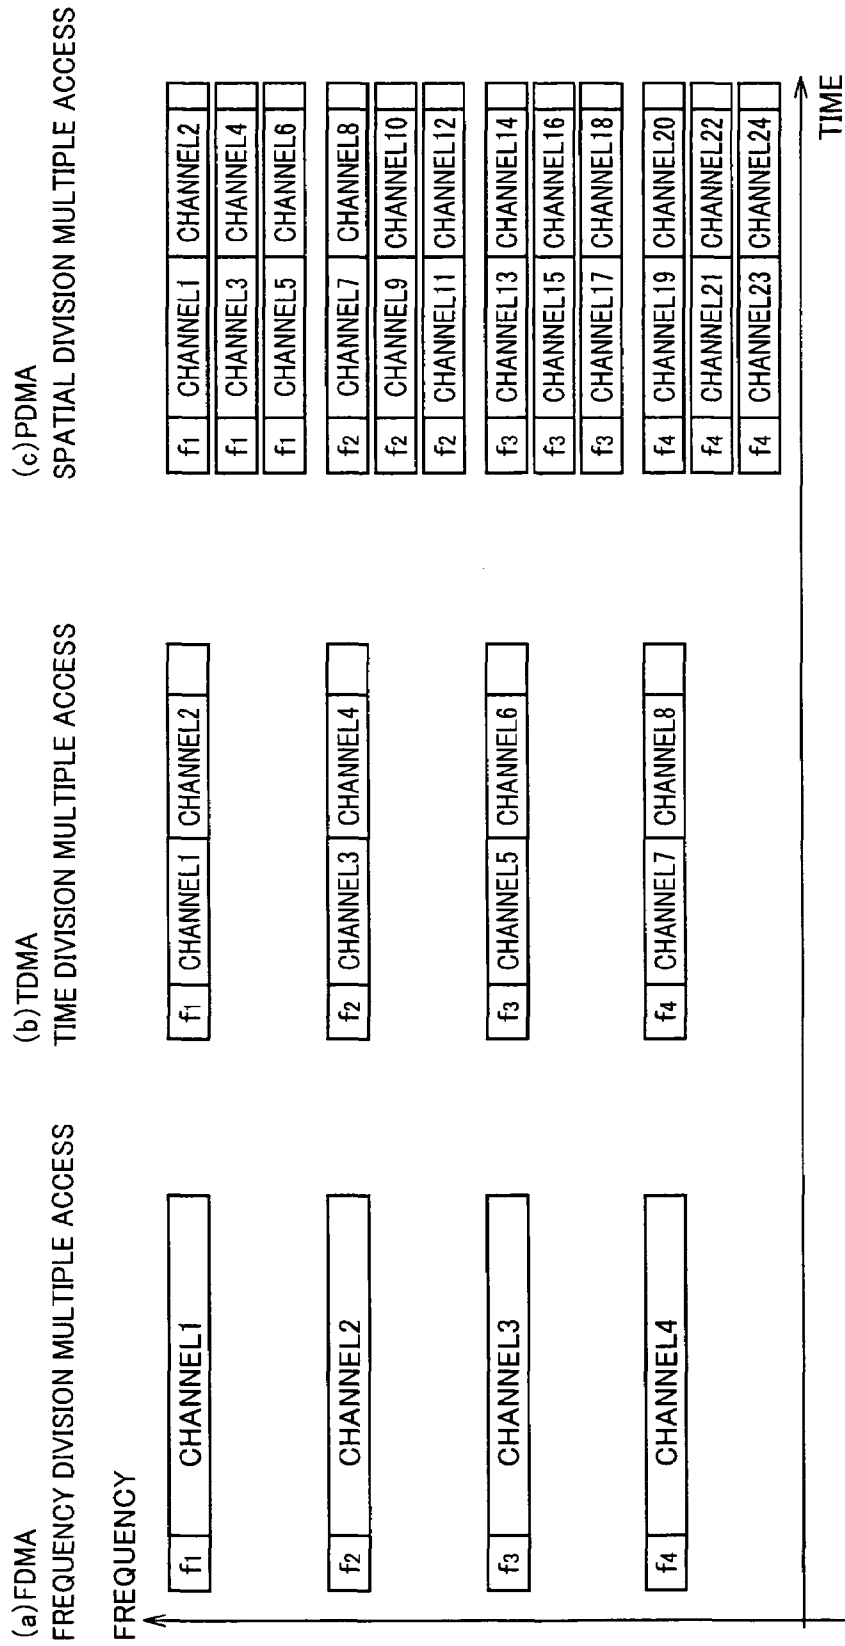 (a)FDMA
FREQUENCY DIVISION MULTIPLE ACCESS
FREQUENCY
f1 CHANNEL1
f2 CHANNEL2
f3 CHANNEL3
f4 CHANNEL4
(b)TDMA
TIME DIVISION MULTIPLE ACCESS
f1 CHANNEL1 CHANNEL2
f2 CHANNEL3 CHANNEL4
f3 CHANNEL5 CHANNEL6
f4 CHANNEL7 CHANNEL8
(c)PDMA
SPATIAL DIVISION MULTIPLE ACCESS
f1 CHANNEL1 CHANNEL2
f1 CHANNEL3 CHANNEL4
f1 CHANNEL5 CHANNEL6
f2 CHANNEL7 CHANNEL8
f2 CHANNEL9 CHANNEL10
f2 CHANNEL11 CHANNEL12
f3 CHANNEL13 CHANNEL14
f3 CHANNEL15 CHANNEL16
f3 CHANNEL17 CHANNEL18
f4 CHANNEL19 CHANNEL20
f4 CHANNEL21 CHANNEL22
f4 CHANNEL23 CHANNEL24
TIME